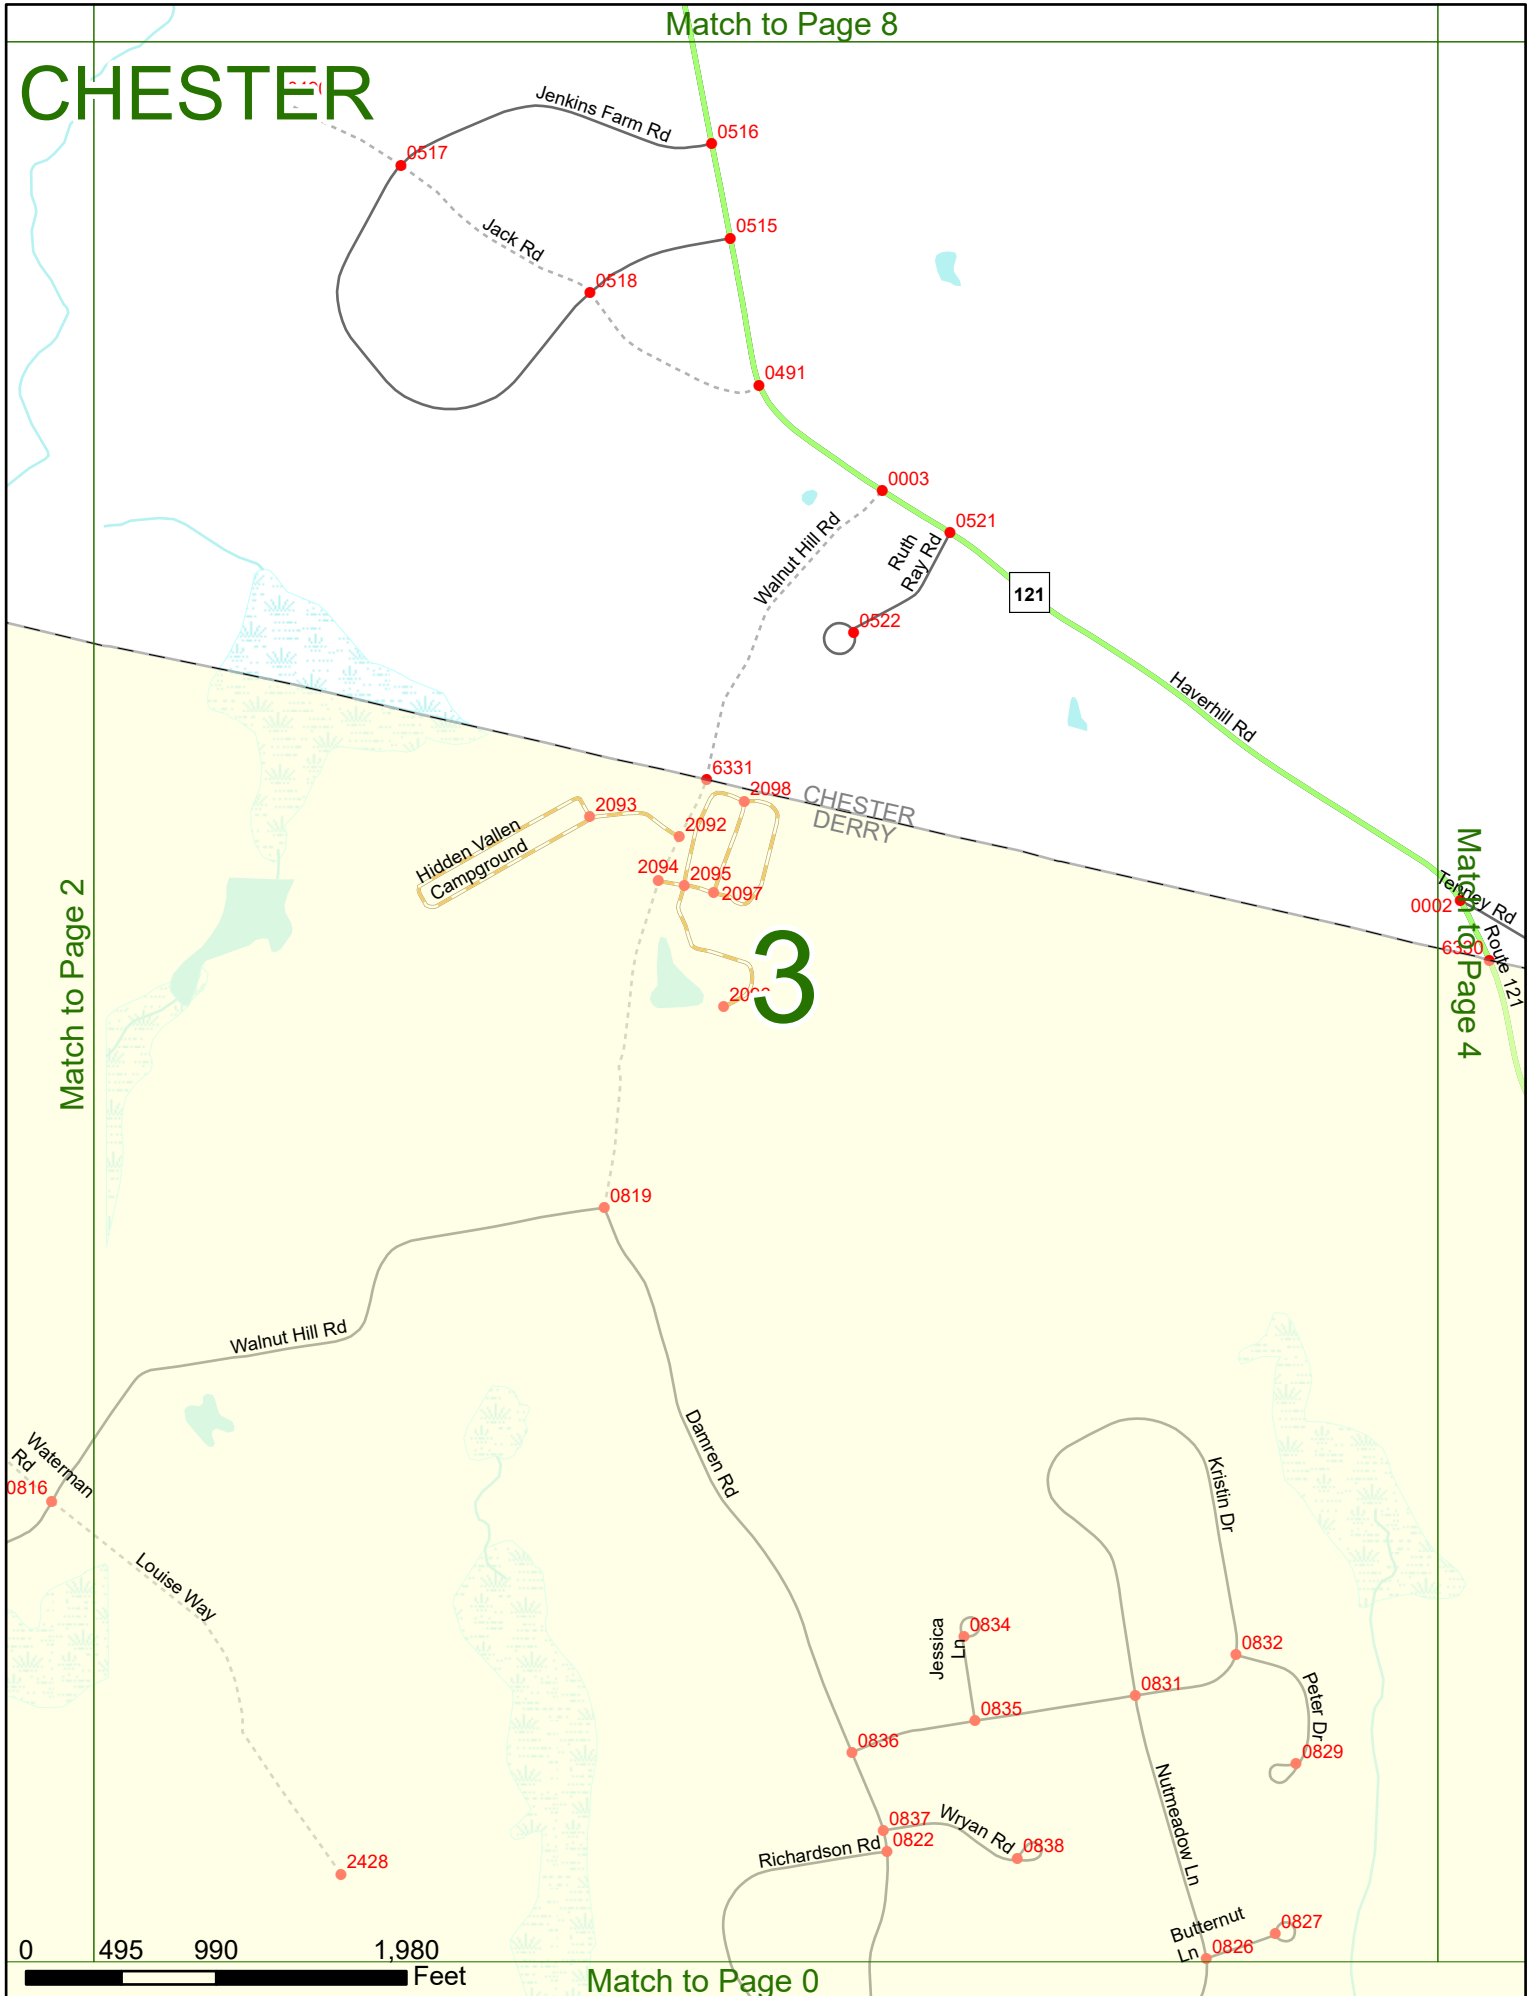 Match to Page 8
CHESTER
Jenkins Farm Rd
0516
0517
0515
Jack Rd
0518
0491
0003
0521
Walnut Hill Rd
Ruth
Ray Rd
121
0522
Haverhill Rd
6331
2098
CHESTER
DERRY
2093
2092
Hidden Vallen
Campground
2094
2095
2097
Match to Page 2
Match to Page 4
Tenney Rd
0002
6330
Route 121
3
0819
Walnut Hill Rd
Damren Rd
Waterman
Rd
0816
Louise Way
Kristin Dr
Jessica
Ln
0834
0832
0831
0835
Peter Dr
0836
0829
Nutmeadow Ln
0837
Wryan Rd
0822
0838
Richardson Rd
2428
Butternut
Ln
0827
0826
0 495 990 1,980
Feet
Match to Page 0